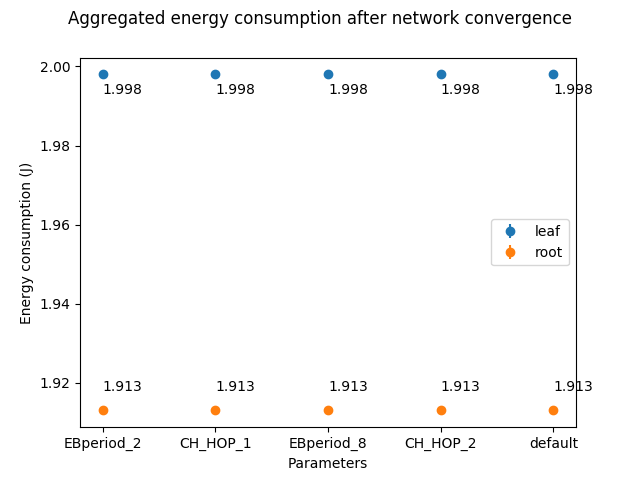 Aggregated energy consumption after network convergence
2.00
1.998 1.998 1.998 1.998 1.998
1.98
Energy consumption (J)
1.96
leaf
root
1.94
1.92
1.913 1.913 1.913 1.913 1.913
EBperiod_2 CH_HOP_1 EBperiod_8 CH_HOP_2 default
Parameters